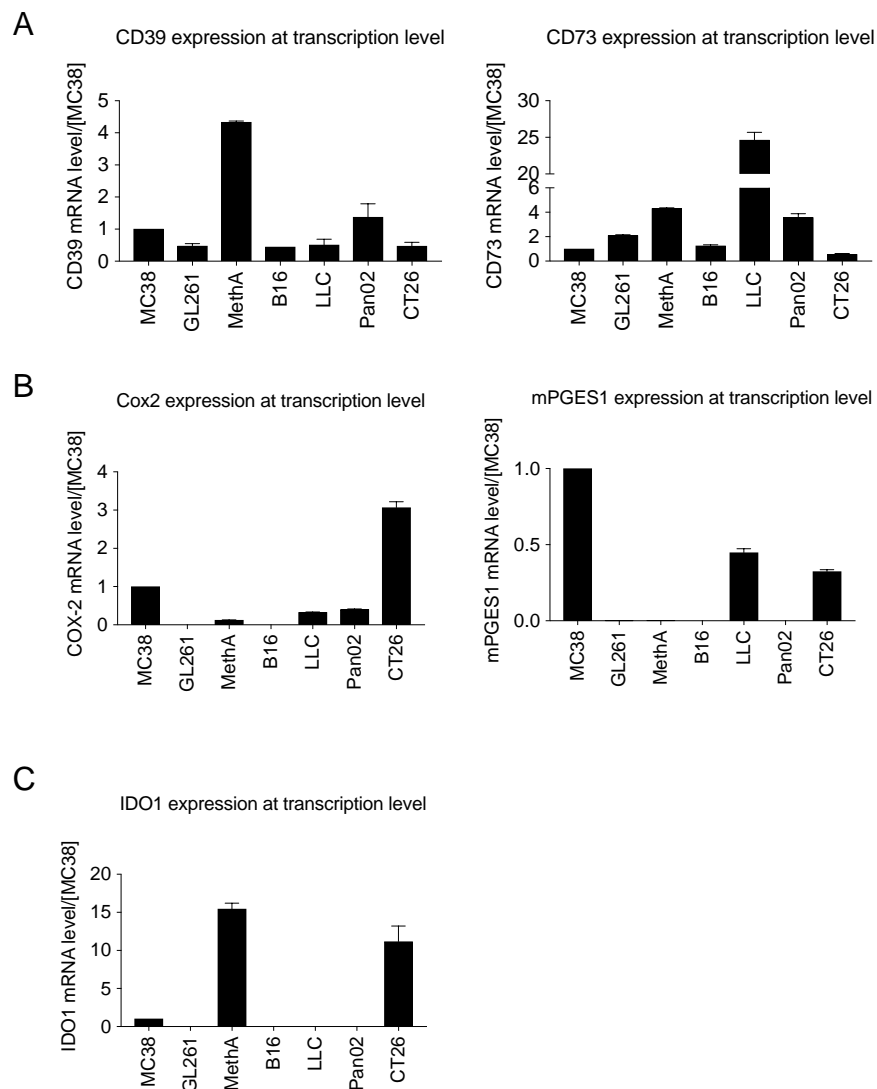 A
CD39 expression at transcription level
CD39 mRNA level/[MC38]
5
4
3
2
1
0
MC38
GL261
MethA
B16
LLC
Pan02
CT26
CD73 expression at transcription level
CD73 mRNA level/[MC38]
30
25
20
6
4
2
0
MC38
GL261
MethA
B16
LLC
Pan02
CT26
B
Cox2 expression at transcription level
COX-2 mRNA level/[MC38]
4
3
2
1
0
MC38
GL261
MethA
B16
LLC
Pan02
CT26
mPGES1 expression at transcription level
mPGES1 mRNA level/[MC38]
1.0
0.5
0.0
MC38
GL261
MethA
B16
LLC
Pan02
CT26
C
IDO1 expression at transcription level
IDO1 mRNA level/[MC38]
20
15
10
5
0
MC38
GL261
MethA
B16
LLC
Pan02
CT26